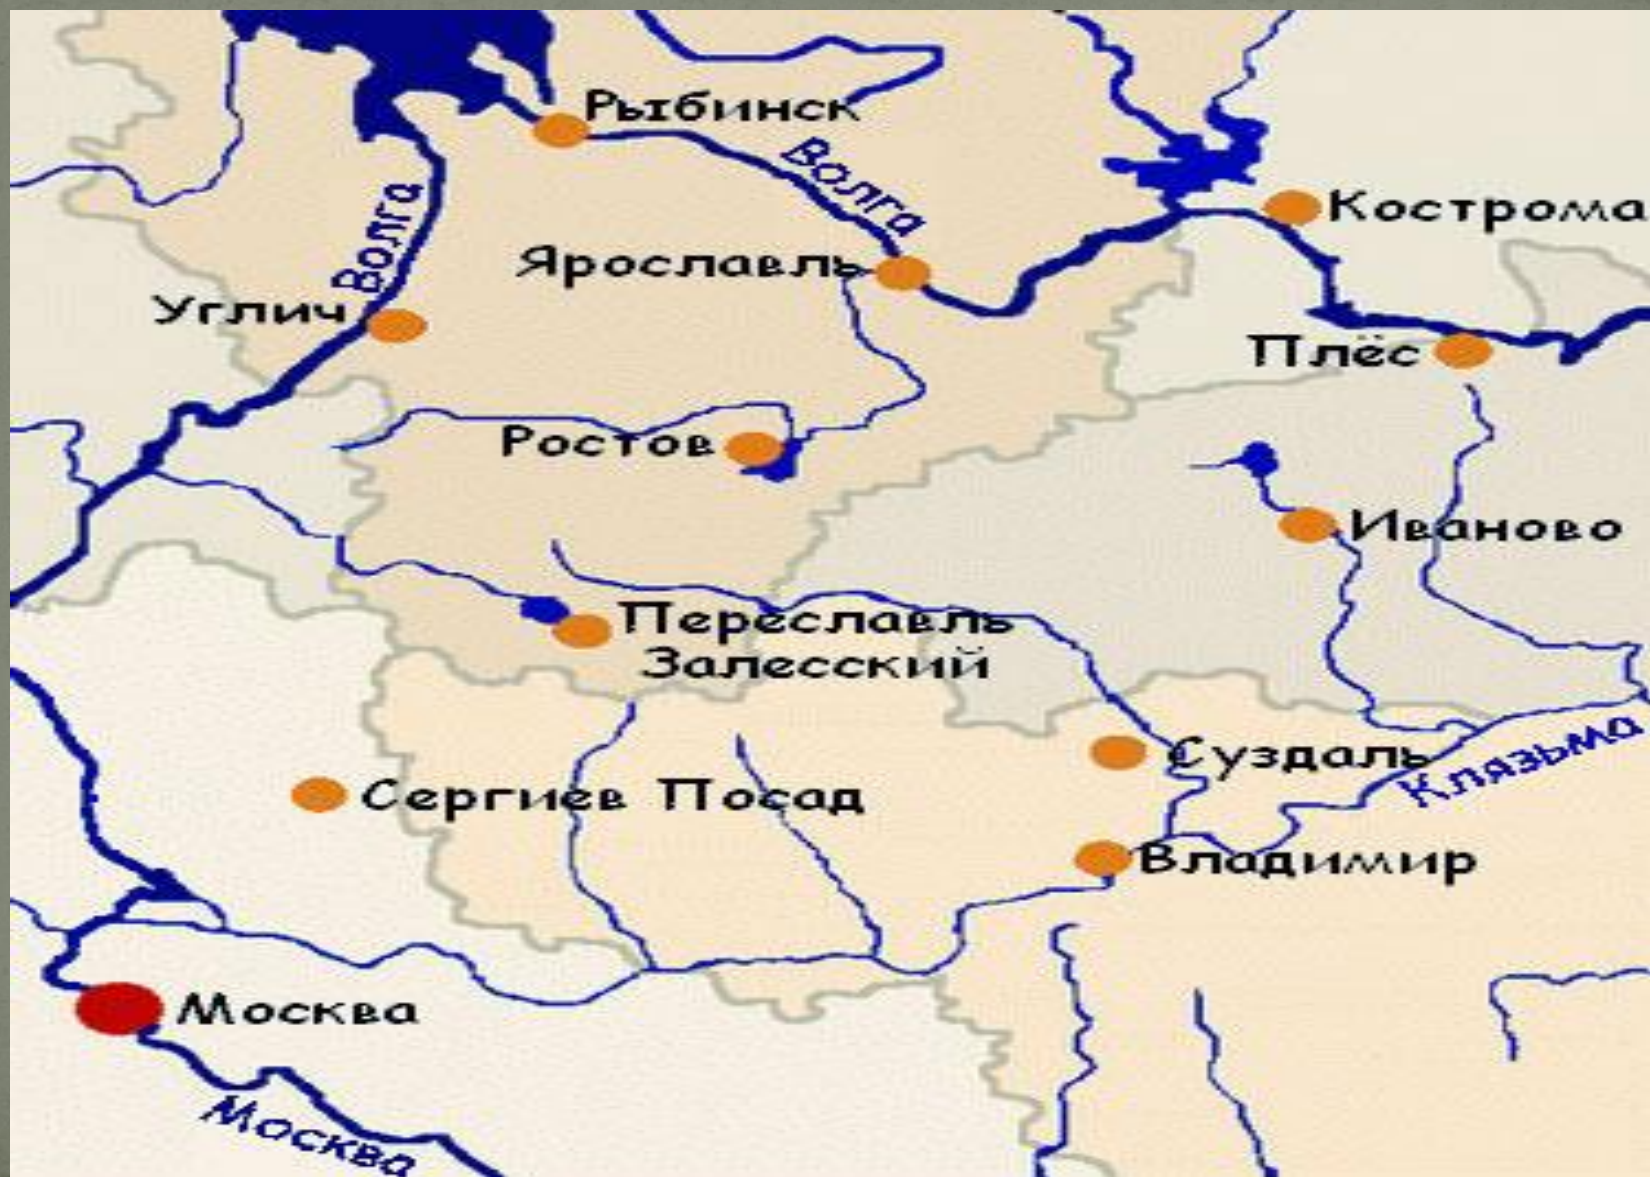 Рыбинск
Волга
Волга
Кострома
Ярославль
Углич
Плёс
Ростов
Иваново
Переславль
Залесский
Суздаль
Клязьма
Сергиев Посад
Владимир
Москва
Москва